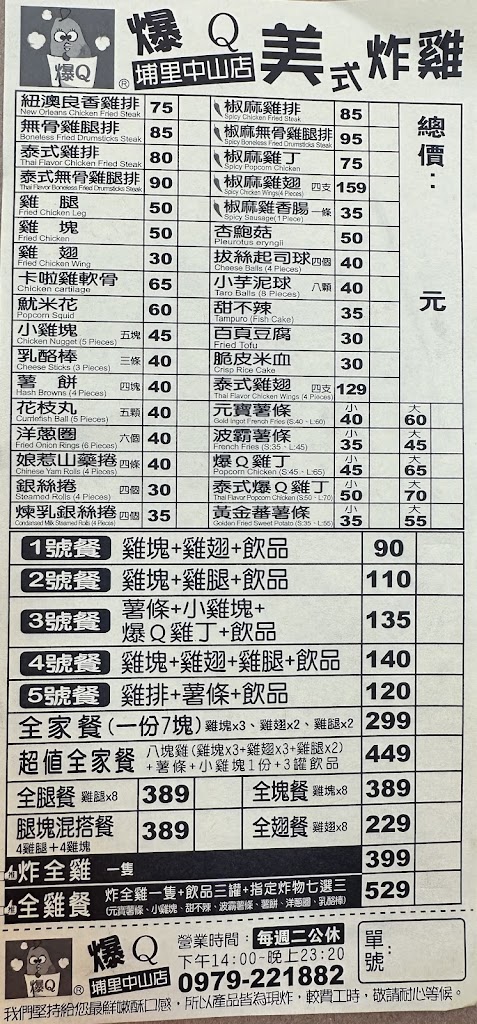 爆Q
爆Q ®
埔里中山店
美式炸雞
紐澳良香雞排 75
New Orleans Chicken Fried Steak
無骨雞腿排 85
Boneless Fried Drumsticks Steak
泰式雞排 80
Thai Flavor Chicken Fried Steak
泰式無骨雞腿排 90
Thai Flavor Boneless Fried Drumsticks Steak
雞腿 50
Fried Chicken Leg
雞塊 50
Fried Chicken
雞翅 30
Fried Chicken Wing
卡啦雞軟骨 65
Chicken cartilage
魷米花 60
Popcorn Squid
小雞塊 五塊 45
Chicken Nugget (5 Pieces)
乳酪棒 三條 40
Cheese Sticks (3 Pieces)
薯餅 四塊 40
Hash Browns (4 Pieces)
花枝丸 五顆 40
Cuttlefish Ball (5 Pieces)
洋蔥圈 六個 40
Fried Onion Rings (6 Pieces)
娘惹山藥捲 四條 40
Chinese Yam Rolls (4 Pieces)
銀絲捲 四個 30
Steamed Rolls (4 Pieces)
煉乳銀絲捲 四個 35
Condensed Milk Steamed Rolls (4 Pieces)
椒麻雞排 85
Spicy Chicken Fried Steak
椒麻無骨雞腿排 95
Spicy Boneless Fried Drumsticks Steak
椒麻雞丁 75
Spicy Popcorn Chicken
椒麻雞翅 四支 159
Spicy Chicken Wings(4 Pieces)
椒麻雞香腸 一條 35
Spicy Sausage(1 Piece)
杏鮑菇 50
Pleurotus eryngii
拔絲起司球 四個 40
Cheese Balls (4 Pieces)
小芋泥球 八顆 40
Taro Balls (8 Pieces)
甜不辣 35
Tampuro (Fish Cake)
百頁豆腐 30
Fried Tofu
脆皮米血 30
Crisp Rice Cake
泰式雞翅 四支 129
Thai Flavor Chicken Wings (4 Pieces)
元寶薯條 小 40 大 60
Gold Ingot French Fries (S:40、L:60)
波霸薯條 小 35 大 45
French Fries (S:35、L:45)
爆Q雞丁 小 45 大 65
Popcorn Chicken (S:45、L:65)
泰式爆Q雞丁 小 50 大 70
Thai Flavor Popcorn Chicken (S:50、L:70)
黃金蕃薯條 小 35 大 55
Golden Fried Sweet Potato (S:35、L:55)
總價：
元
1號餐 雞塊+雞翅+飲品 90
2號餐 雞塊+雞腿+飲品 110
3號餐 薯條+小雞塊+
爆Q雞丁+飲品 135
4號餐 雞塊+雞翅+雞腿+飲品 140
5號餐 雞排+薯條+飲品 120
全家餐(一份7塊) 雞塊x3、雞翅x2、雞腿x2 299
超值全家餐 八塊雞(雞塊x3+雞翅x3+雞腿x2)
+薯條+小雞塊1份+3罐飲品 449
全腿餐 雞腿x8 389
全塊餐 雞塊x8 389
腿塊混搭餐 389
4雞腿+4雞塊
全翅餐 雞翅x8 229
炸全雞 一隻 399
全雞餐 炸全雞一隻+飲品三罐+指定炸物七選三 529
(元寶薯條、小雞塊、甜不辣、波霸薯條、薯餅、洋蔥圈、乳酪棒)
爆Q
爆Q ®
埔里中山店
營業時間：每週二公休
下午14:00-晚上23:20
0979-221882
單號：
我們堅持給您最鮮嫩酥口感，所以產品皆為現炸，較費工時，敬請耐心等候。